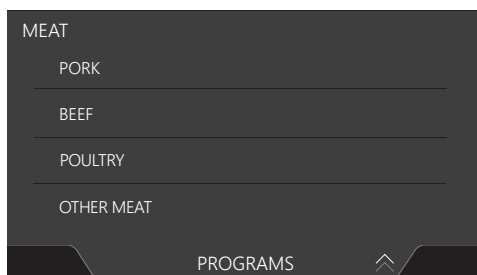 MEAT
PORK
BEEF
POULTRY
OTHER MEAT
PROGRAMS